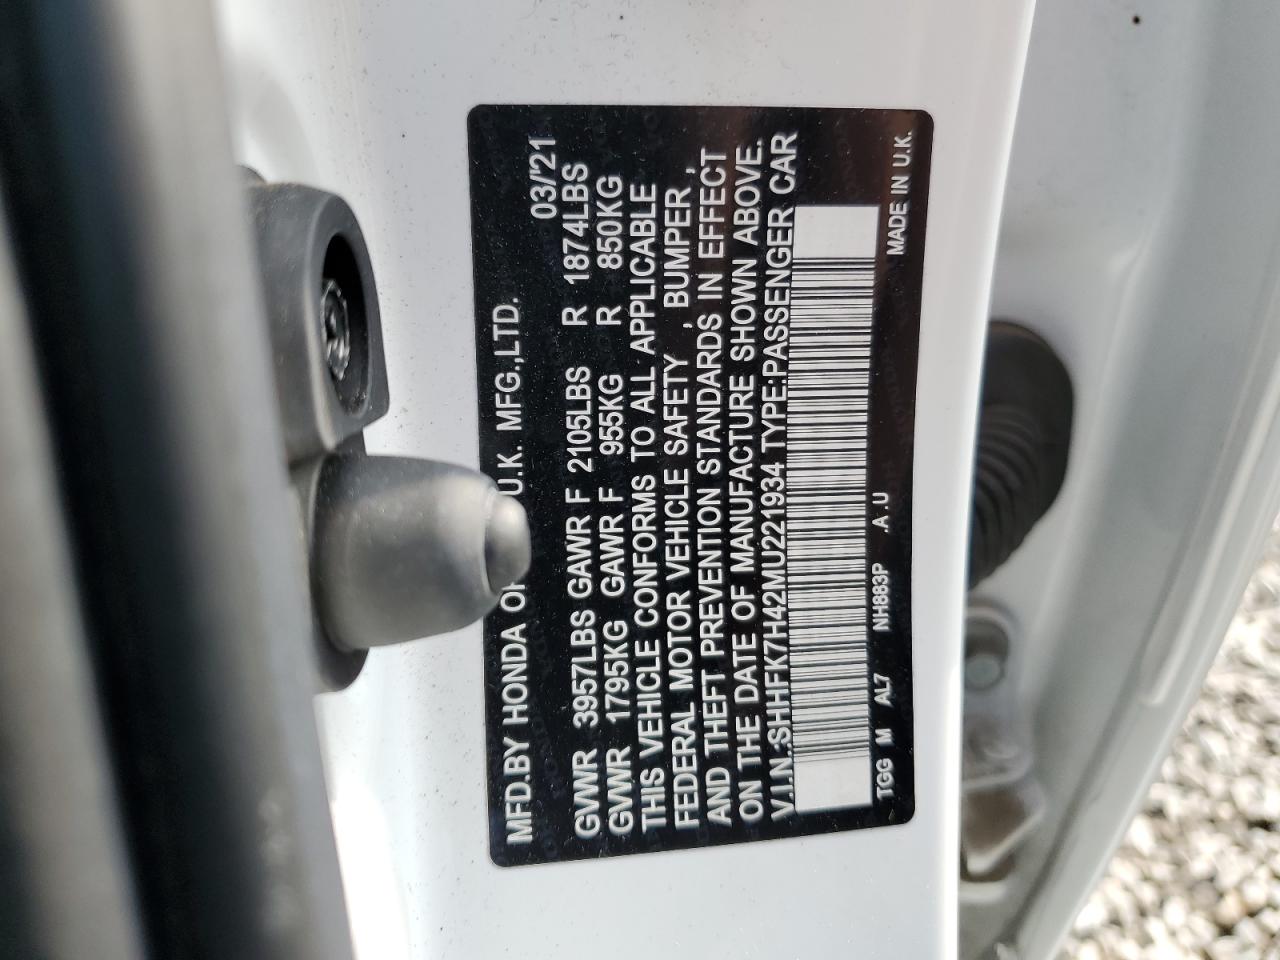 MFD.BY HONDA OF U.K. MFG.,LTD. 03/'21
GVWR 3957LBS GAWR F 2105LBS R 1874LBS
GVWR 1795KG GAWR F 955KG R 850KG
THIS VEHICLE CONFORMS TO ALL APPLICABLE
FEDERAL MOTOR VEHICLE SAFETY , BUMPER ,
AND THEFT PREVENTION STANDARDS IN EFFECT
ON THE DATE OF MANUFACTURE SHOWN ABOVE.
V.I.N.:SHHFK7H42MU221934 TYPE:PASSENGER CAR
TGG M AL7 NH883P .A.U MADE IN U.K.